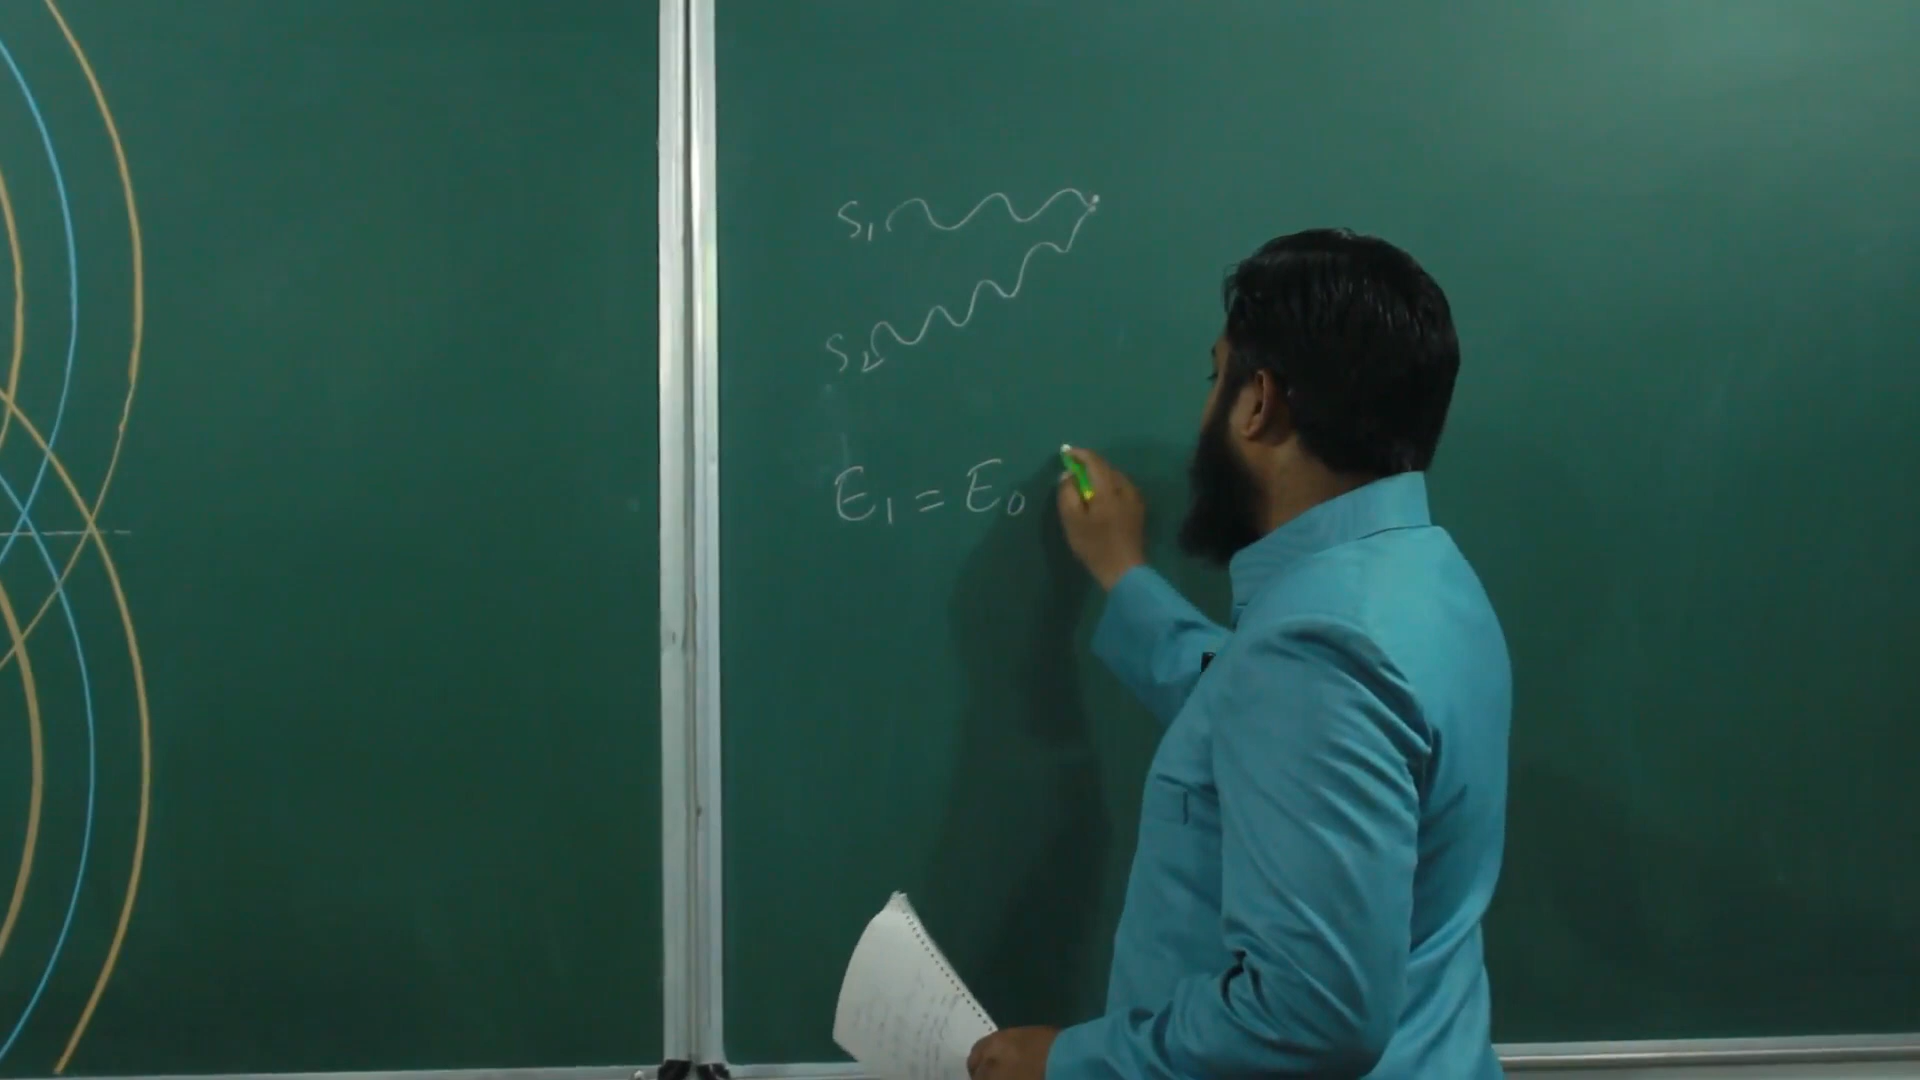 S₁
S₂
E₁ = E₀